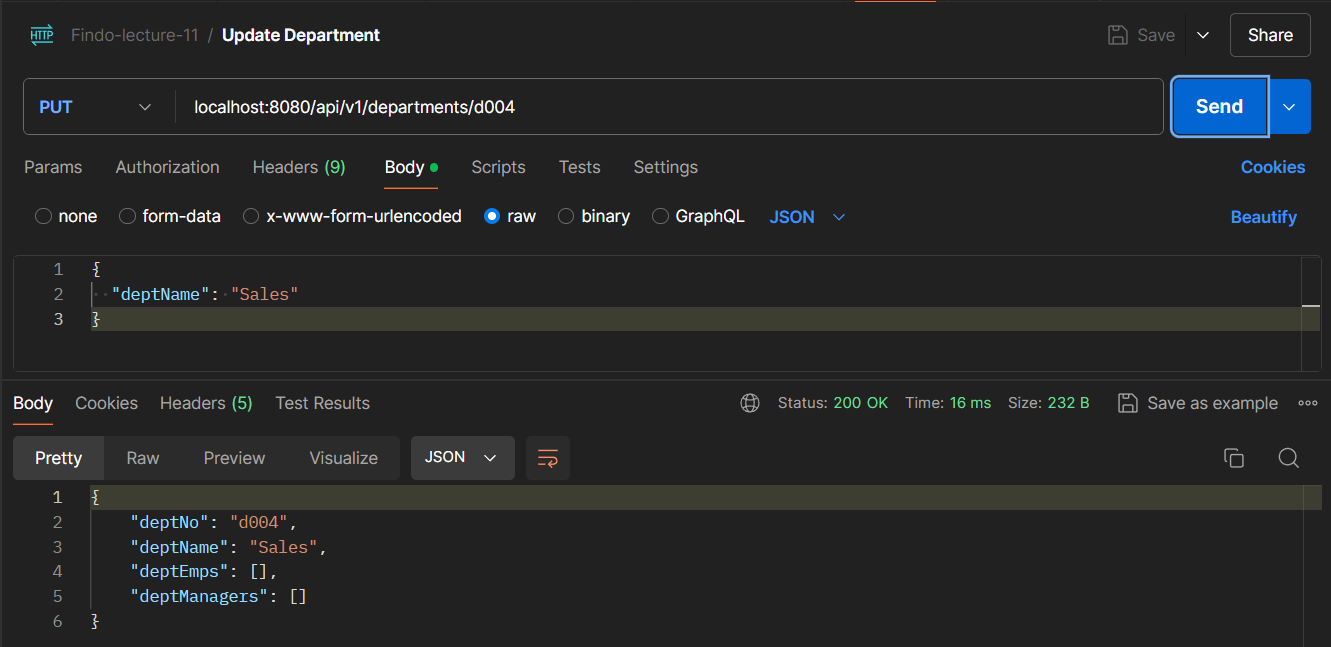 HTTP Findo-lecture-11 / Update Department Save Share
PUT localhost:8080/api/v1/departments/d004 Send
Params Authorization Headers (9) Body Scripts Tests Settings Cookies
none form-data x-www-form-urlencoded raw binary GraphQL JSON Beautify
1 {
2 "deptName": "Sales"
3 }
Body Cookies Headers (5) Test Results Status: 200 OK Time: 16 ms Size: 232 B Save as example
Pretty Raw Preview Visualize JSON
1 {
2 "deptNo": "d004",
3 "deptName": "Sales",
4 "deptEmps": [],
5 "deptManagers": []
6 }